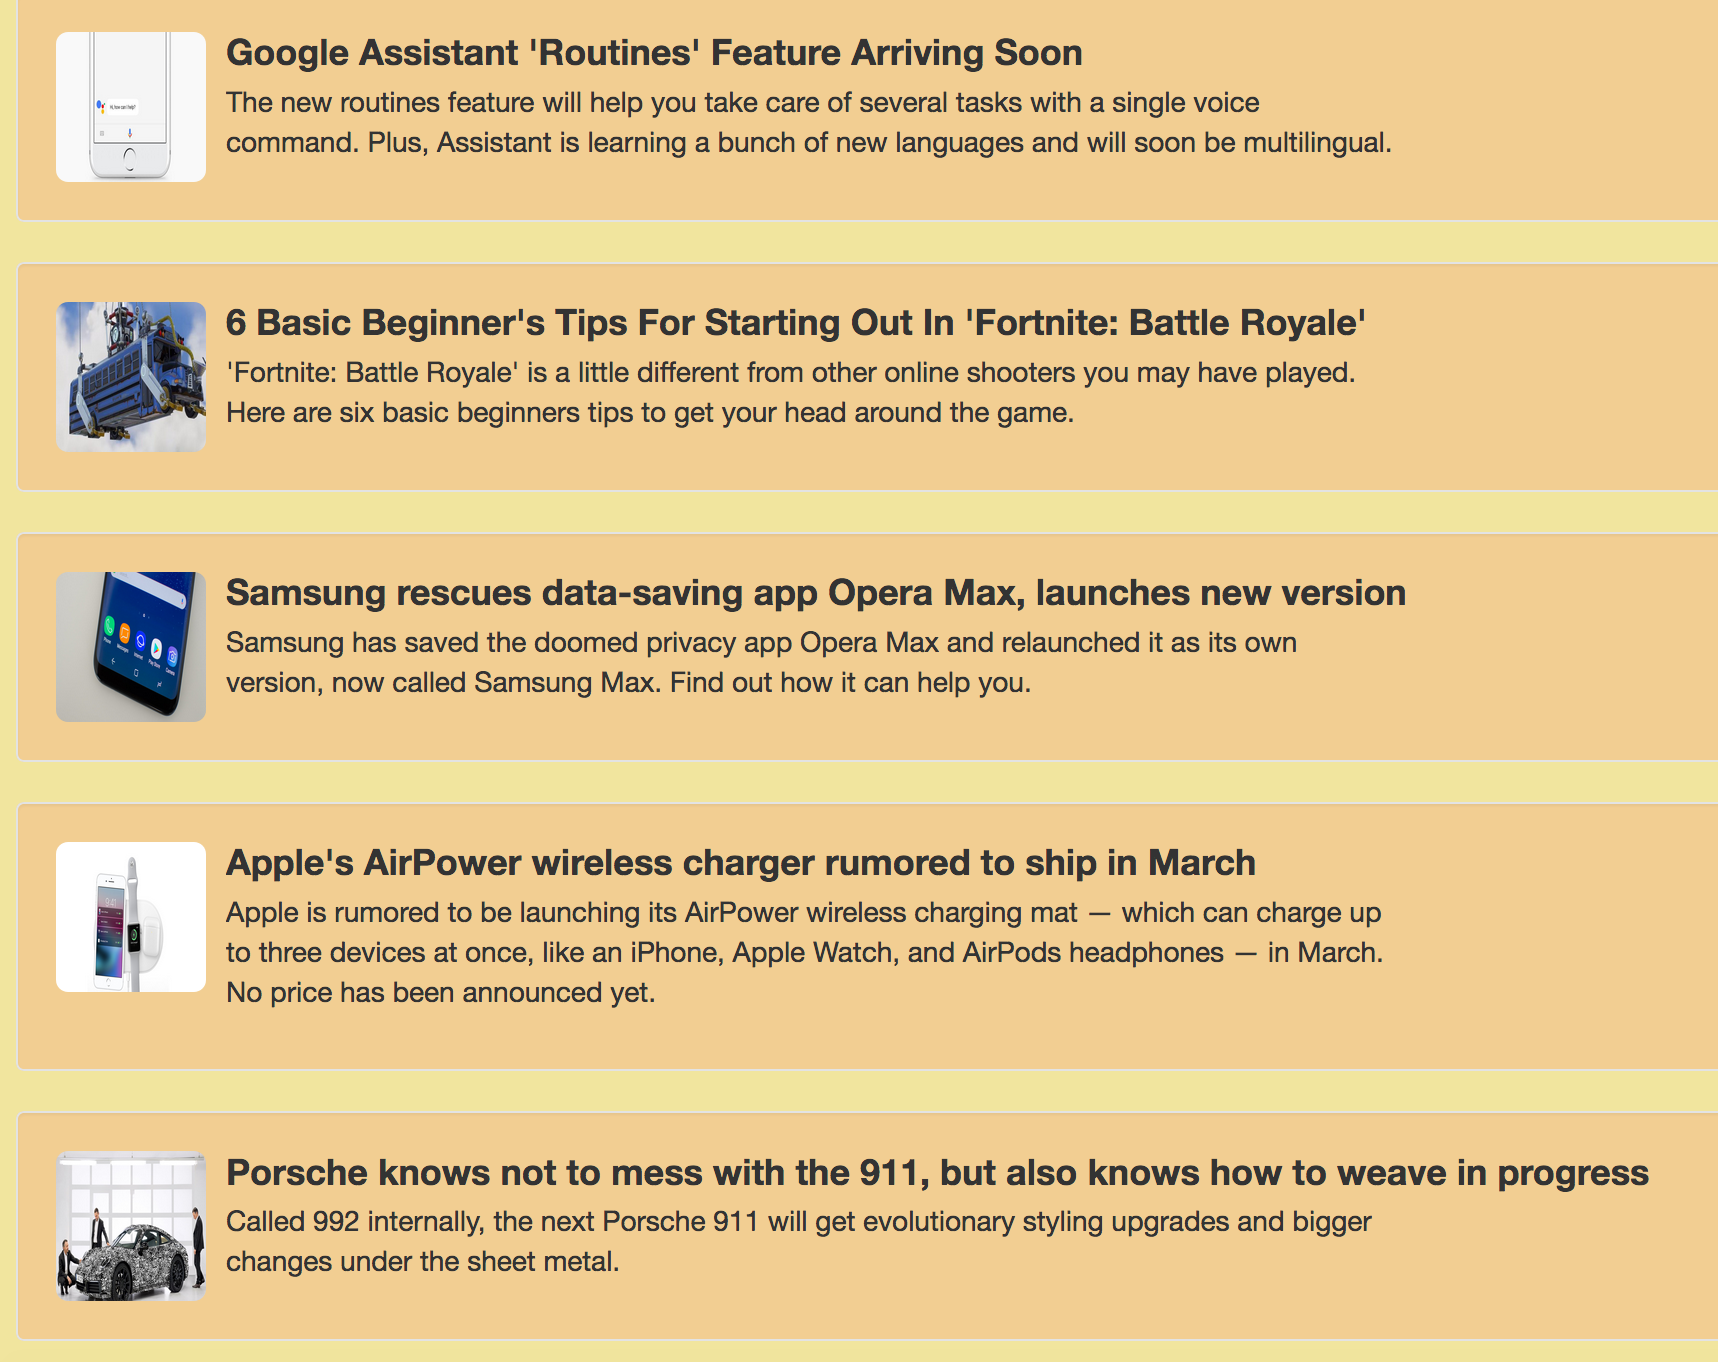 Google Assistant 'Routines' Feature Arriving Soon
The new routines feature will help you take care of several tasks with a single voice
command. Plus, Assistant is learning a bunch of new languages and will soon be multilingual.
6 Basic Beginner's Tips For Starting Out In 'Fortnite: Battle Royale'
'Fortnite: Battle Royale' is a little different from other online shooters you may have played.
Here are six basic beginners tips to get your head around the game.
Samsung rescues data-saving app Opera Max, launches new version
Samsung has saved the doomed privacy app Opera Max and relaunched it as its own
version, now called Samsung Max. Find out how it can help you.
Apple's AirPower wireless charger rumored to ship in March
Apple is rumored to be launching its AirPower wireless charging mat — which can charge up
to three devices at once, like an iPhone, Apple Watch, and AirPods headphones — in March.
No price has been announced yet.
Porsche knows not to mess with the 911, but also knows how to weave in progress
Called 992 internally, the next Porsche 911 will get evolutionary styling upgrades and bigger
changes under the sheet metal.